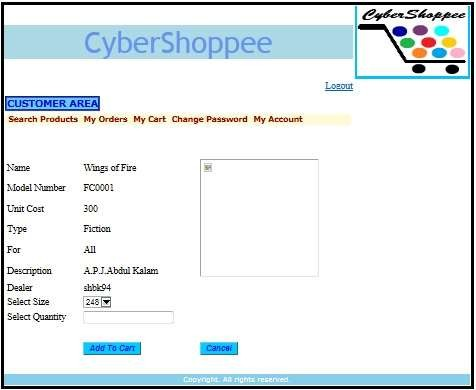 CyberShoppee
CyberShoppee
Logout
CUSTOMER AREA
Search Products My Orders My Cart Change Password My Account
Name Wings of Fire
Model Number FC0001
Unit Cost 300
Type Fiction
For All
Description A.P.J.Abdul Kalam
Dealer shbk94
Select Size 248
Select Quantity
Add To Cart Cancel
Copyright. All rights reserved.